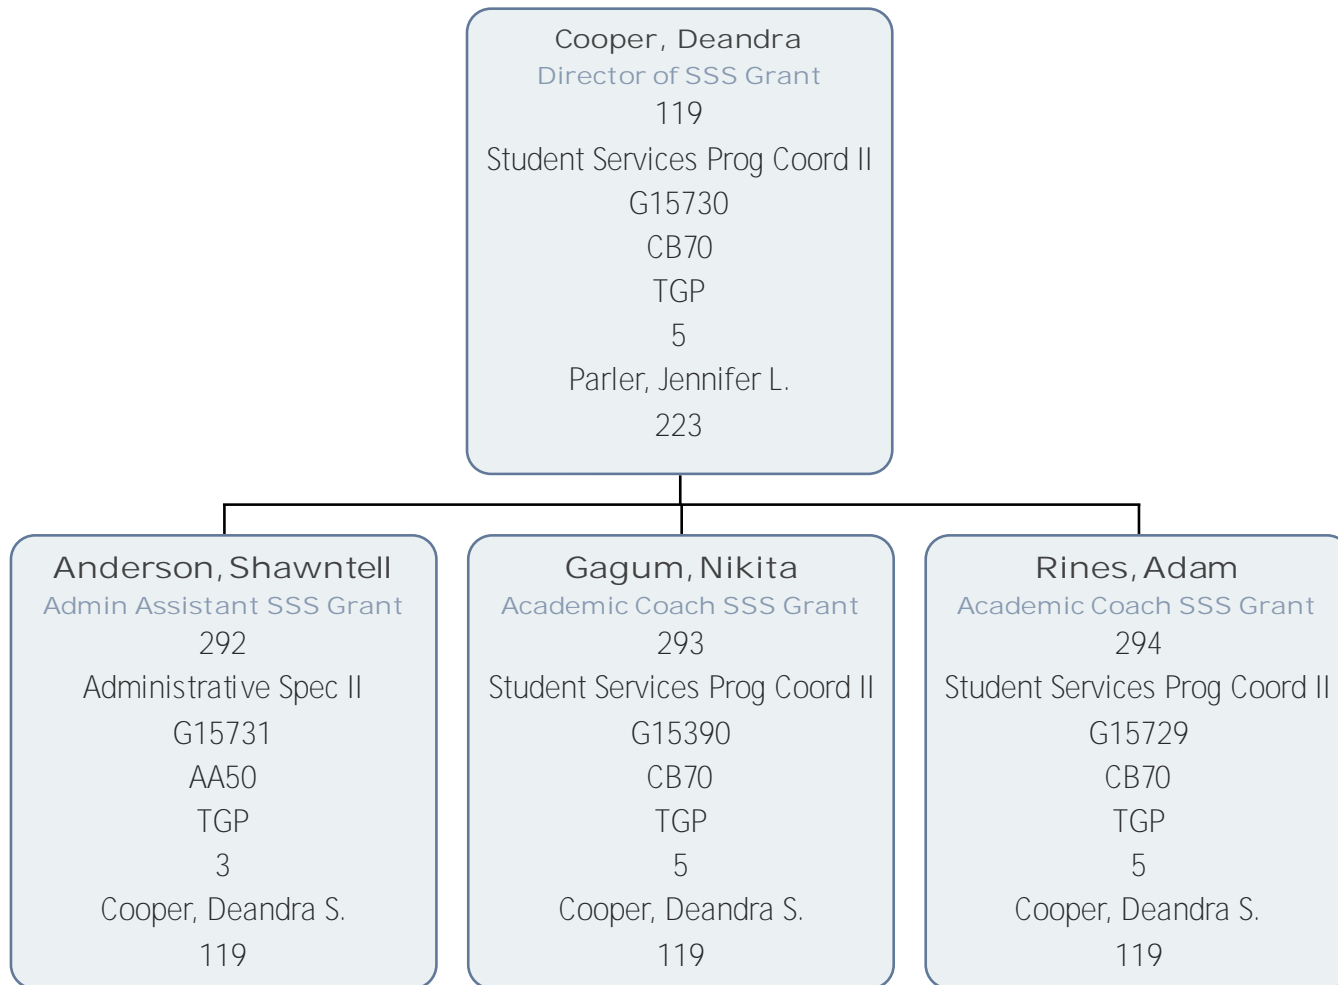 Cooper, Deandra
Director of SSS Grant
119
Student Services Prog Coord II
G15730
CB70
TGP
5
Parler, Jennifer L.
223
Anderson, Shawntell
Admin Assistant SSS Grant
292
Administrative Spec II
G15731
AA50
TGP
3
Cooper, Deandra S.
119
Gagum, Nikita
Academic Coach SSS Grant
293
Student Services Prog Coord II
G15390
CB70
TGP
5
Cooper, Deandra S.
119
Rines, Adam
Academic Coach SSS Grant
294
Student Services Prog Coord II
G15729
CB70
TGP
5
Cooper, Deandra S.
119